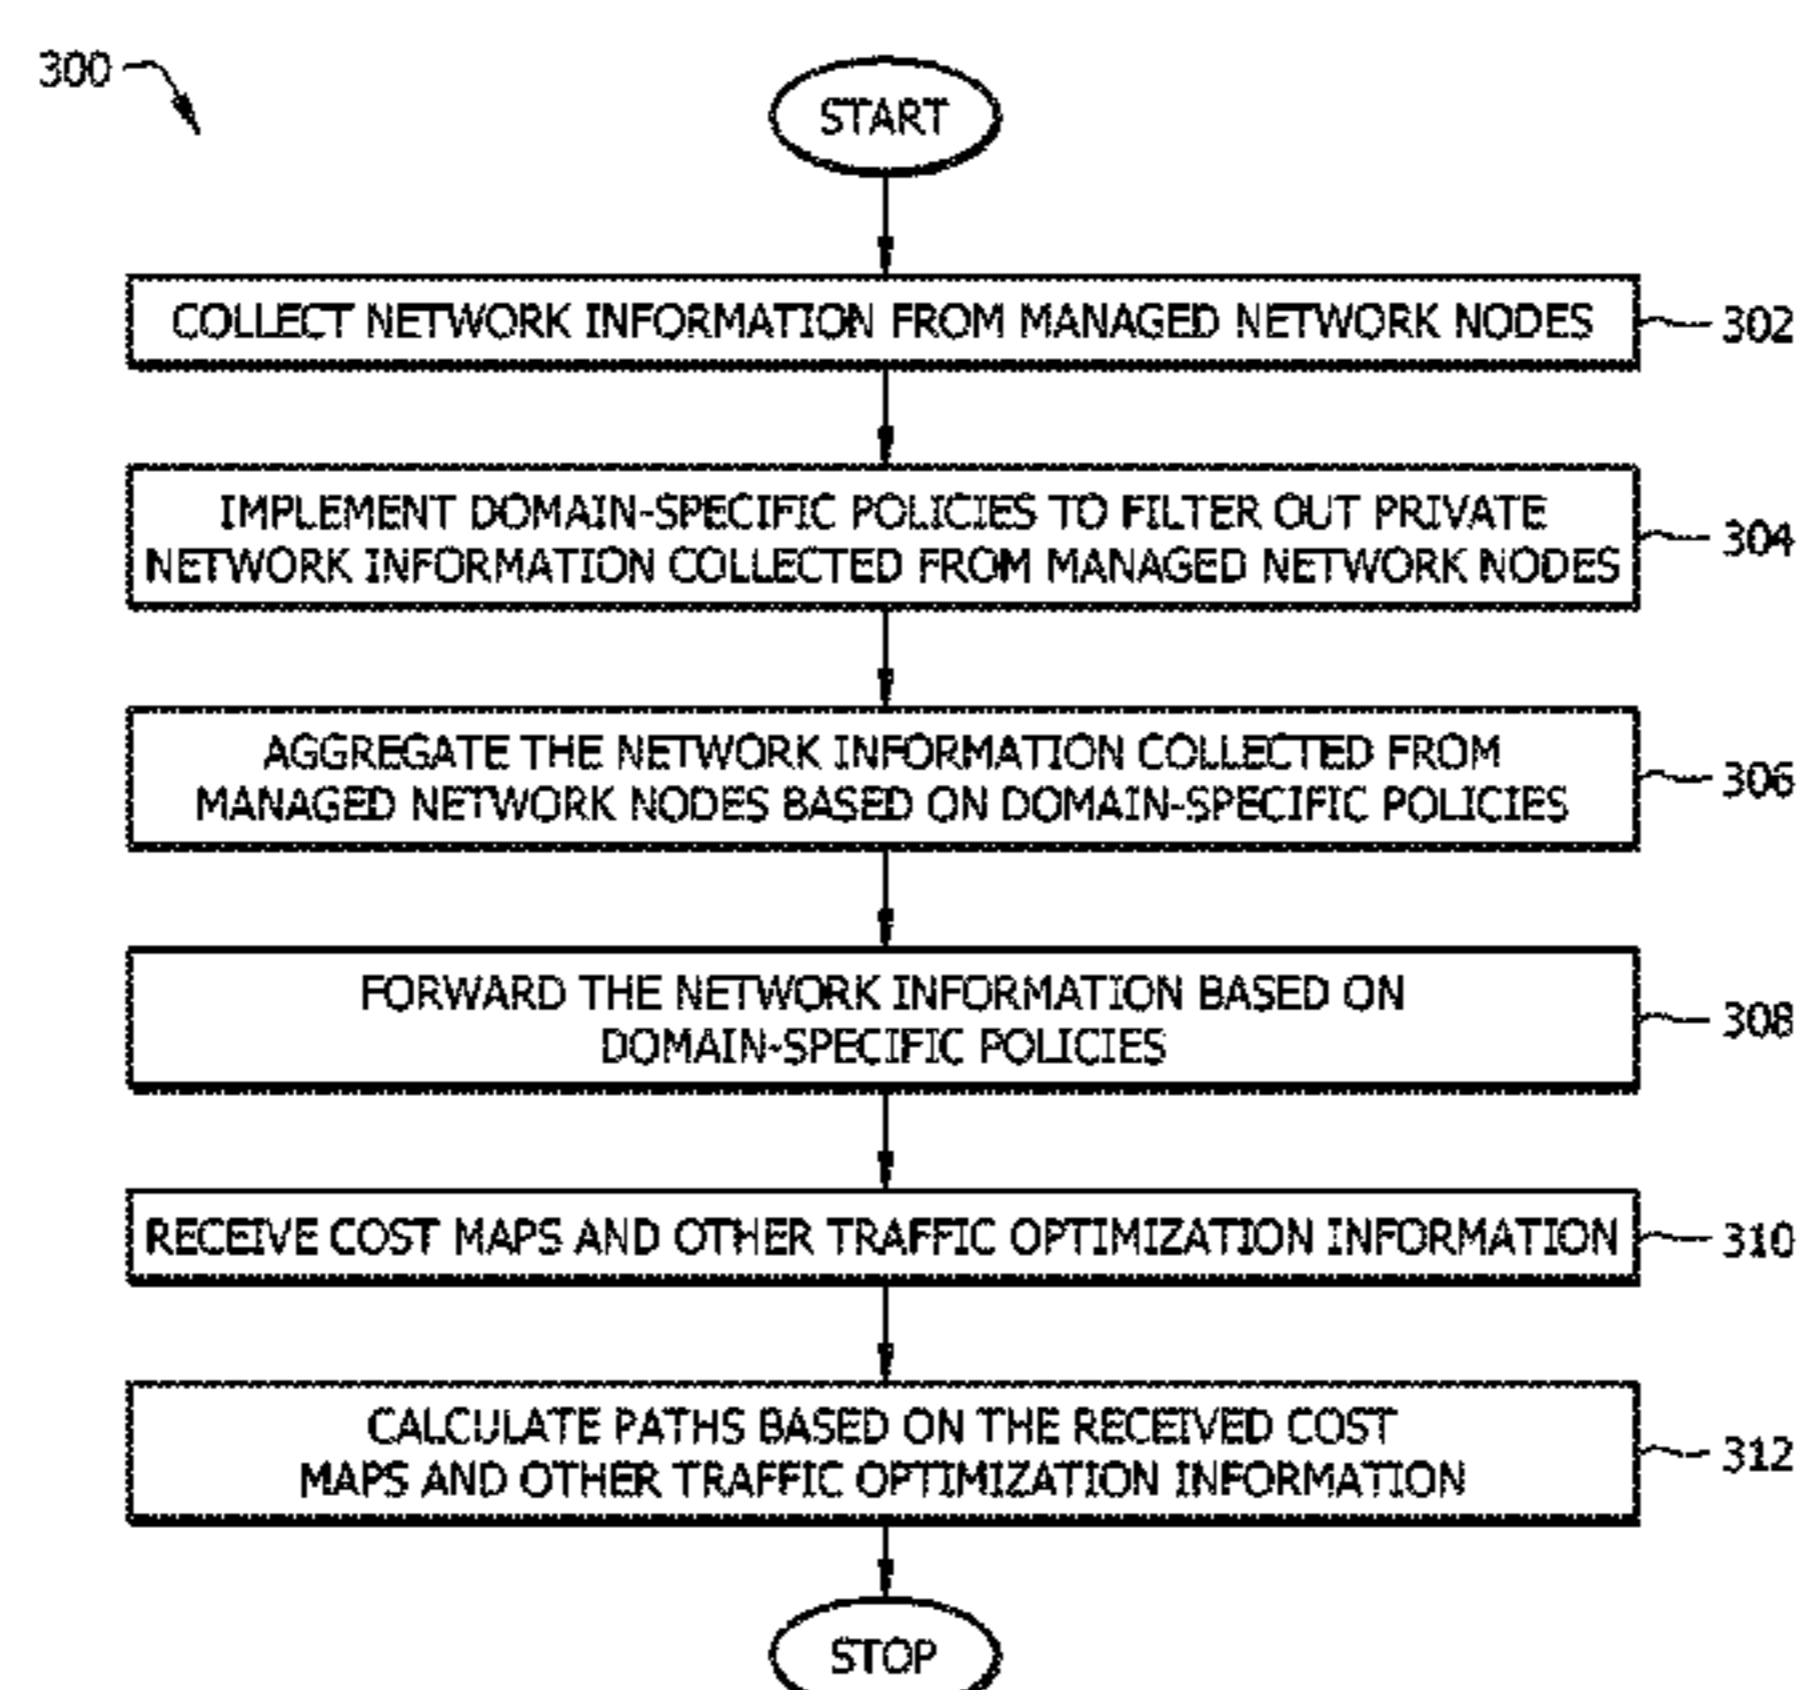 300
START
COLLECT NETWORK INFORMATION FROM MANAGED NETWORK NODES
302
IMPLEMENT DOMAIN-SPECIFIC POLICIES TO FILTER OUT PRIVATE
NETWORK INFORMATION COLLECTED FROM MANAGED NETWORK NODES
304
AGGREGATE THE NETWORK INFORMATION COLLECTED FROM
MANAGED NETWORK NODES BASED ON DOMAIN-SPECIFIC POLICIES
306
FORWARD THE NETWORK INFORMATION BASED ON
DOMAIN-SPECIFIC POLICIES
308
RECEIVE COST MAPS AND OTHER TRAFFIC OPTIMIZATION INFORMATION
310
CALCULATE PATHS BASED ON THE RECEIVED COST
MAPS AND OTHER TRAFFIC OPTIMIZATION INFORMATION
312
STOP